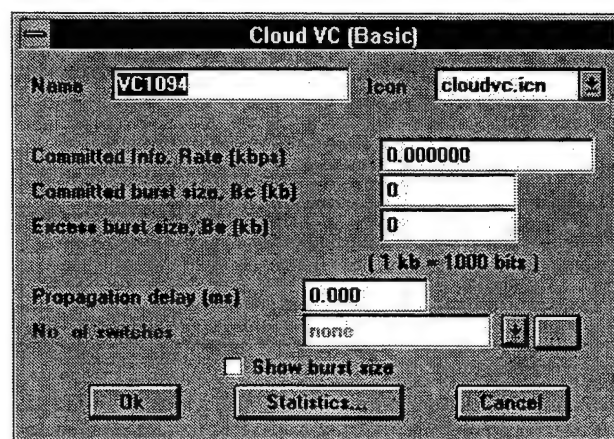 Cloud VC (Basic)
Name VC1094 Icon cloudvc.icn
Committed Info. Rate (kbps) 0.000000
Committed burst size, Bc (kb) 0
Excess burst size, Be (kb) 0
( 1 kb = 1000 bits )
Propagation delay (ms) 0.000
No. of switches none ...
Show burst size
Ok Statistics... Cancel